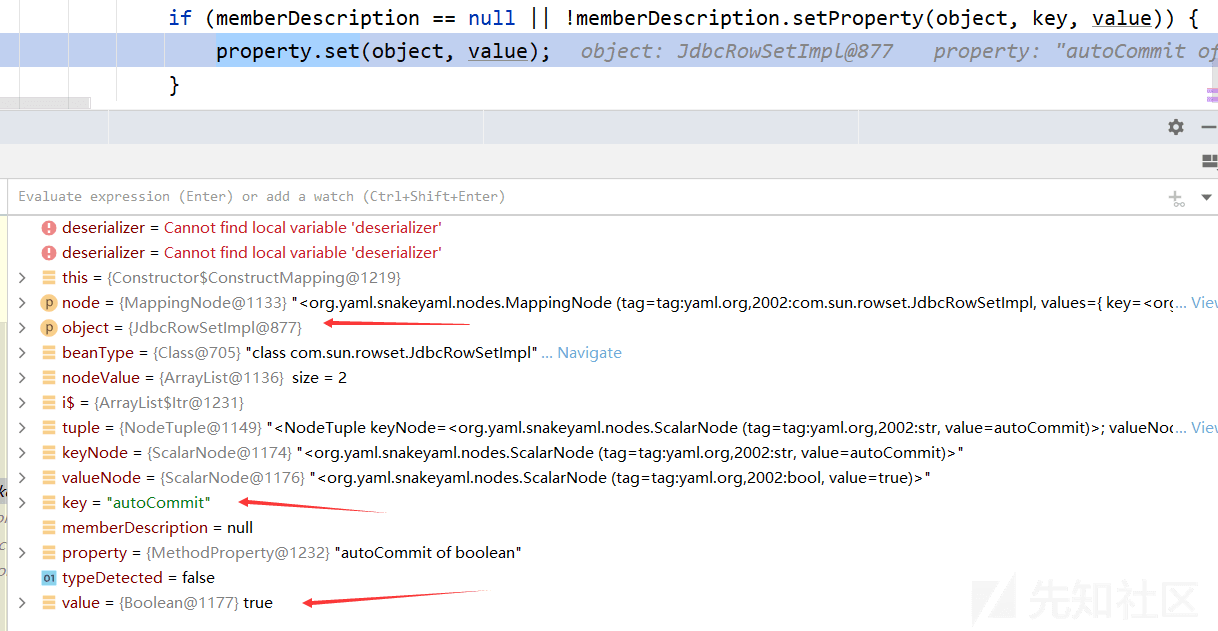 if (memberDescription == null || !memberDescription.setProperty(object, key, value)) {
property.set(object, value); object: JdbcRowSetImpl@877 property: "autoCommit of
}
Evaluate expression (Enter) or add a watch (Ctrl+Shift+Enter)
deserializer = Cannot find local variable 'deserializer'
deserializer = Cannot find local variable 'deserializer'
this = {Constructor$ConstructMapping@1219}
node = {MappingNode@1133} "<org.yaml.snakeyaml.nodes.MappingNode (tag=tag:yaml.org,2002:com.sun.rowset.JdbcRowSetImpl, values={ key=<org... View
object = {JdbcRowSetImpl@877}
beanType = {Class@705} "class com.sun.rowset.JdbcRowSetImpl" ... Navigate
nodeValue = {ArrayList@1136} size = 2
i$ = {ArrayList$Itr@1231}
tuple = {NodeTuple@1149} "<NodeTuple keyNode=<org.yaml.snakeyaml.nodes.ScalarNode (tag=tag:yaml.org,2002:str, value=autoCommit)>; valueNo... View
keyNode = {ScalarNode@1174} "<org.yaml.snakeyaml.nodes.ScalarNode (tag=tag:yaml.org,2002:str, value=autoCommit)>"
valueNode = {ScalarNode@1176} "<org.yaml.snakeyaml.nodes.ScalarNode (tag=tag:yaml.org,2002:bool, value=true)>"
key = "autoCommit"
memberDescription = null
property = {MethodProperty@1232} "autoCommit of boolean"
01 typeDetected = false
value = {Boolean@1177} true
先知社区